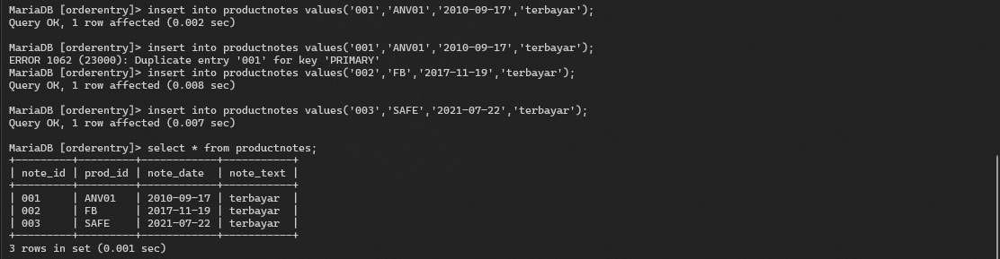 MariaDB [orderentry]> insert into productnotes values('001','ANV01','2010-09-17','terbayar');
Query OK, 1 row affected (0.002 sec)
MariaDB [orderentry]> insert into productnotes values('001','ANV01','2010-09-17','terbayar');
ERROR 1062 (23000): Duplicate entry '001' for key 'PRIMARY'
MariaDB [orderentry]> insert into productnotes values('002','FB','2017-11-19','terbayar');
Query OK, 1 row affected (0.008 sec)
MariaDB [orderentry]> insert into productnotes values('003','SAFE','2021-07-22','terbayar');
Query OK, 1 row affected (0.007 sec)
MariaDB [orderentry]> select * from productnotes;
+---------+---------+------------+-----------+
| note_id | prod_id | note_date  | note_text |
+---------+---------+------------+-----------+
| 001     | ANV01   | 2010-09-17 | terbayar  |
| 002     | FB      | 2017-11-19 | terbayar  |
| 003     | SAFE    | 2021-07-22 | terbayar  |
+---------+---------+------------+-----------+
3 rows in set (0.001 sec)